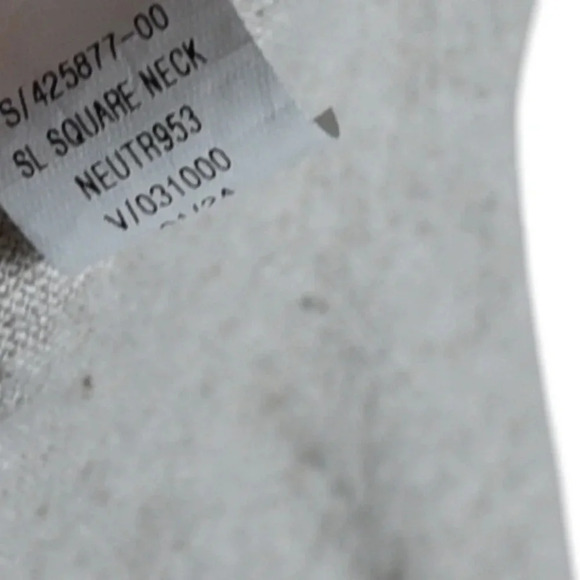 S/425877-00
SL SQUARE NECK
NEUTR953
V/031000